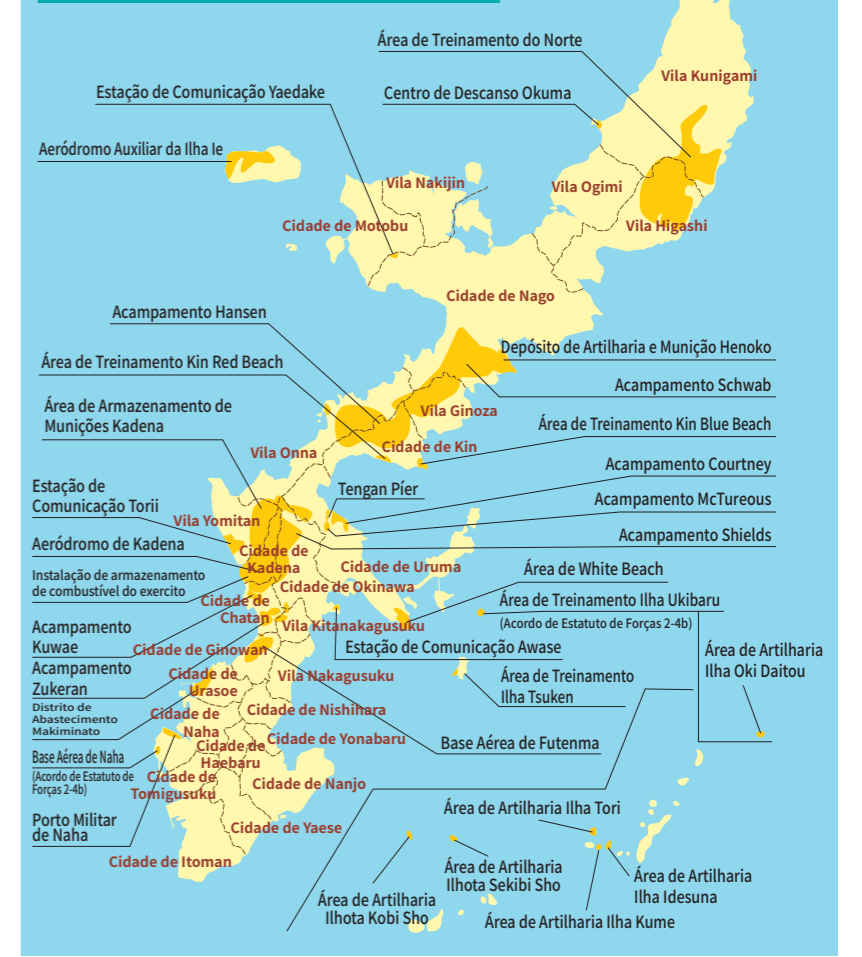 Área de Treinamento do Norte
Vila Kunigami
Estação de Comunicação Yaedake
Centro de Descanso Okuma
Aeródromo Auxiliar da Ilha Ie
Vila Nakijin
Vila Ogimi
Cidade de Motobu
Vila Higashi
Cidade de Nago
Acampamento Hansen
Depósito de Artilharia e Munição Henoko
Área de Treinamento Kin Red Beach
Acampamento Schwab
Área de Armazenamento de
Munições Kadena
Vila Ginoza
Área de Treinamento Kin Blue Beach
Cidade de Kin
Vila Onna
Acampamento Courtney
Estação de
Comunicação Torii
Tengan Píer
Acampamento McTureous
Vila Yomitan
Acampamento Shields
Aeródromo de Kadena
Cidade de
Kadena
Cidade de Uruma
Área de White Beach
Instalação de armazenamento
de combustível do exercito
Cidade de Okinawa
Cidade de
Chatan
Área de Treinamento Ilha Ukibaru
(Acordo de Estatuto de Forças 2-4b)
Vila Kitanakagusuku
Acampamento
Kuwae
Cidade de Ginowan
Estação de Comunicação Awase
Área de Artilharia
Ilha Oki Daitou
Acampamento
Zukeran
Cidade de
Urasoe
Vila Nakagusuku
Área de Treinamento
Ilha Tsuken
Distrito de
Abastecimento
Makiminato
Cidade de
Naha
Cidade de Nishihara
Cidade de Yonabaru
Base Aérea de Futenma
Cidade de
Haebaru
Base Aérea de Naha
(Acordo de Estatuto de
Forças 2-4b)
Cidade de
Tomigusuku
Cidade de Nanjo
Porto Militar
de Naha
Cidade de Yaese
Cidade de Itoman
Área de Artilharia Ilha Tori
Área de Artilharia
Ilhota Sekibi Sho
Área de Artilharia
Ilha Idesuna
Área de Artilharia
Ilhota Kobi Sho
Área de Artilharia Ilha Kume